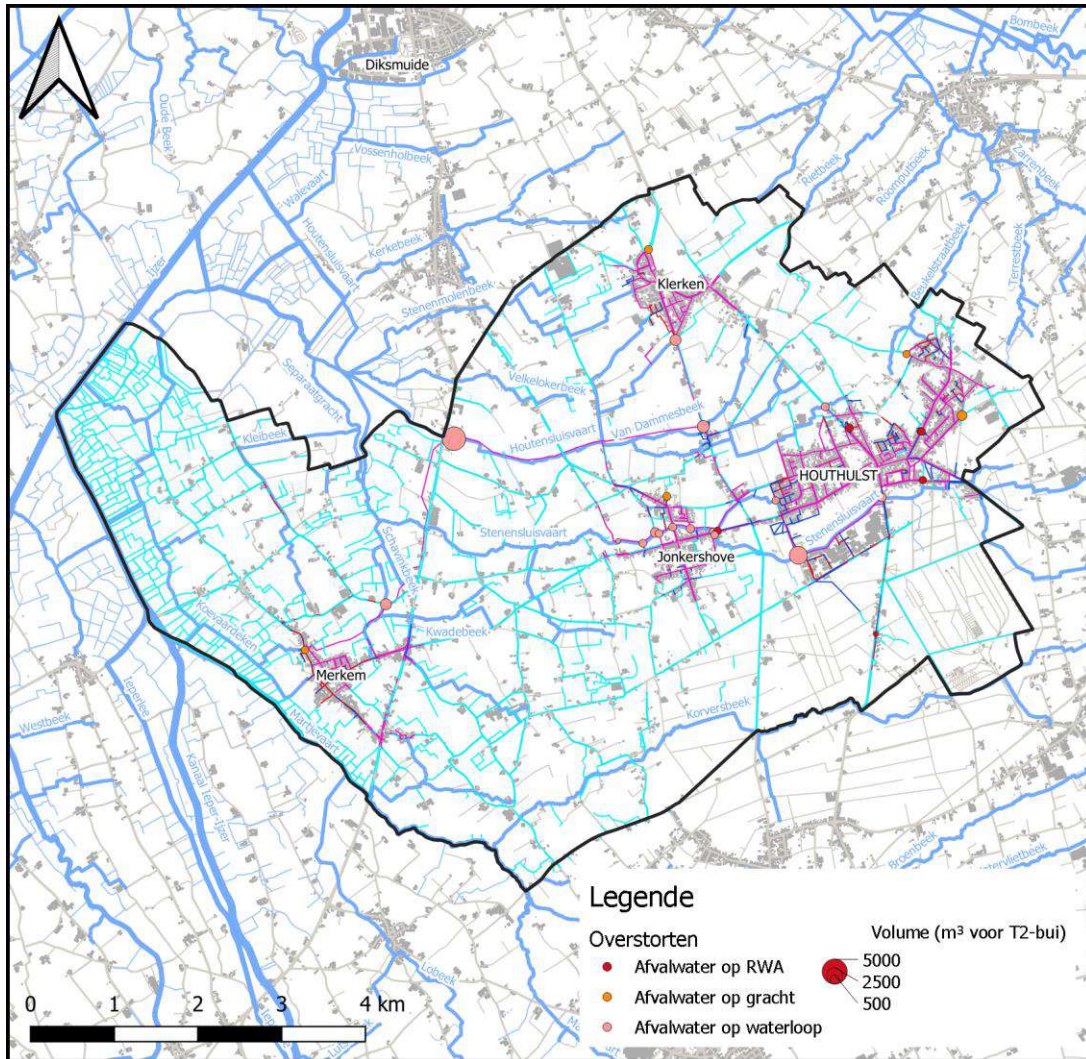 Bombeek
Diksmuide
Oude Beek
Zarrenbeek
Vossenholbeek
Rietbeek
Roomputbeek
Walevaart
Houtensluisvaart
Kerkebeek
Terrestbeek
Ijzer
Klerken
Stenenmolenbeek
Separaatgracht
Velkelokerbeek
Houtensluisvaart
Van Dammesbeek
Kleibeek
HOUTHULST
Stenensluisvaart
Stenensluisvaart
Schavinkbeek
Jonkershove
Koevaardeken
Kwadebeek
Merkem
Ieperlee
Westbeek
Martjevaart
Korversbeek
Kanaal Ieper-IJzer
Broenbeek
Lobeek
Legende
Overstorten
Afvalwater op RWA
Afvalwater op gracht
Afvalwater op waterloop
Volume (m³ voor T2-bui)
5000
2500
500
0 1 2 3 4 km